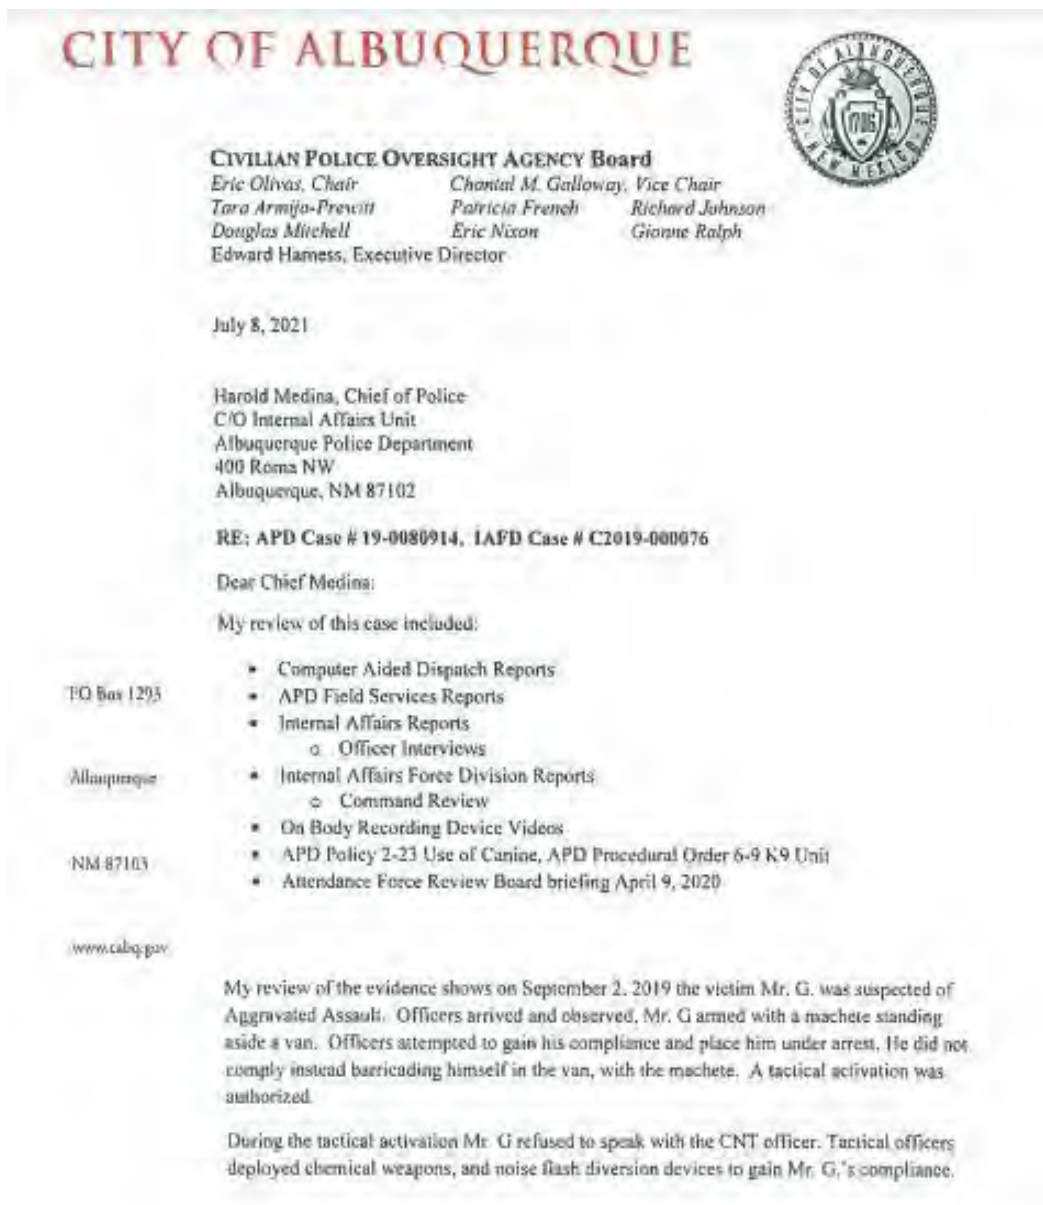 CITY OF ALBUQUERQUE
CITY OF ALBUQUERQUE
1706
NEW MEXICO
CIVILIAN POLICE OVERSIGHT AGENCY Board
Eric Olivas, Chair Chantal M. Galloway, Vice Chair
Tara Armijo-Prewitt Patricia French Richard Johnson
Douglas Mitchell Eric Nixon Gionne Ralph
Edward Harness, Executive Director
July 8, 2021
Harold Medina, Chief of Police
C/O Internal Affairs Unit
Albuquerque Police Department
400 Roma NW
Albuquerque, NM 87102
RE: APD Case # 19-0080914, IAFD Case # C2019-000076
Dear Chief Medina:
My review of this case included:
• Computer Aided Dispatch Reports
PO Box 1293
• APD Field Services Reports
• Internal Affairs Reports
o Officer Interviews
Albuquerque
• Internal Affairs Force Division Reports
o Command Review
• On Body Recording Device Videos
• APD Policy 2-23 Use of Canine, APD Procedural Order 6-9 K9 Unit
NM 87103
• Attendance Force Review Board briefing April 9, 2020
www.cabq.gov
My review of the evidence shows on September 2, 2019 the victim Mr. G. was suspected of
Aggravated Assault. Officers arrived and observed, Mr. G armed with a machete standing
aside a van. Officers attempted to gain his compliance and place him under arrest. He did not
comply instead barricading himself in the van, with the machete. A tactical activation was
authorized.
During the tactical activation Mr. G refused to speak with the CNT officer. Tactical officers
deployed chemical weapons, and noise flash diversion devices to gain Mr. G.'s compliance.